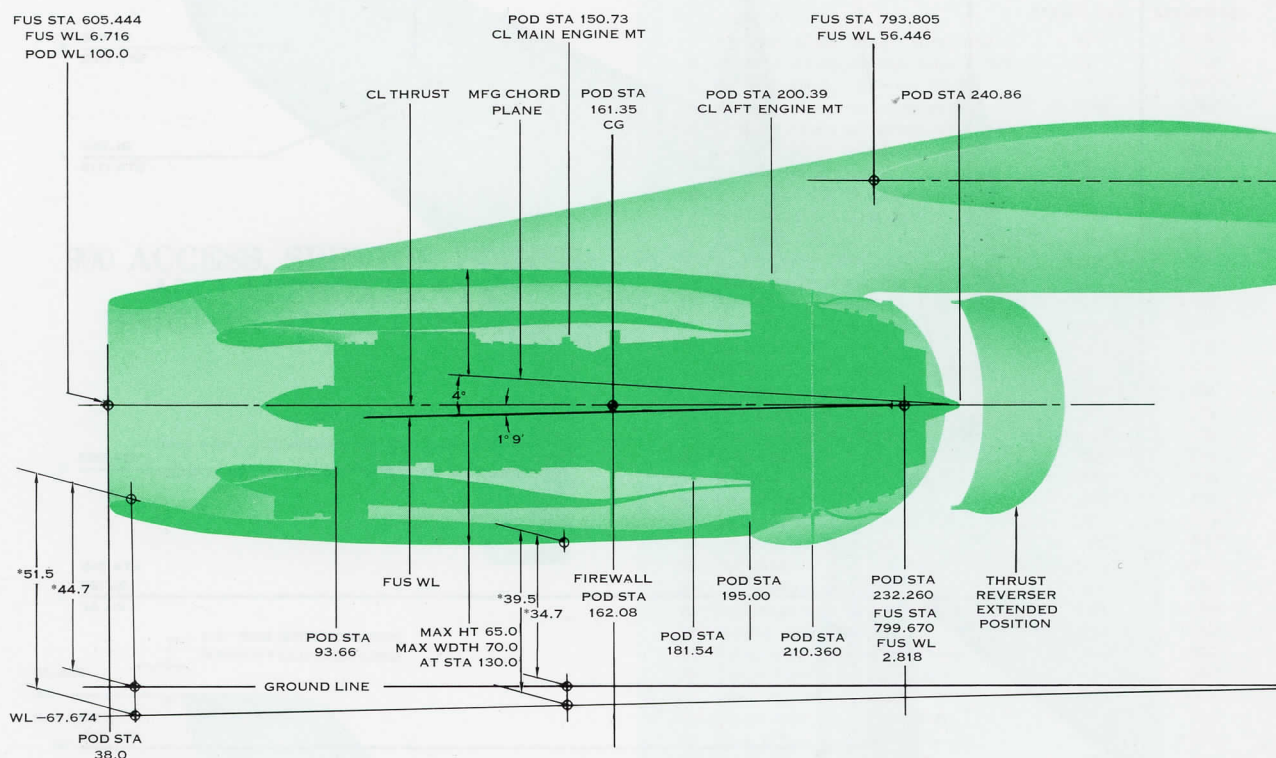 FUS STA 605.444
FUS WL 6.716
POD WL 100.0
POD STA 150.73
CL MAIN ENGINE MT
FUS STA 793.805
FUS WL 56.446
CL THRUST
MFG CHORD
PLANE
POD STA
161.35
CG
POD STA 200.39
CL AFT ENGINE MT
POD STA 240.86
4°
1° 9'
*51.5
*44.7
FUS WL
*39.5
*34.7
FIREWALL
POD STA
162.08
POD STA
195.00
POD STA
232.260
FUS STA
799.670
FUS WL
2.818
THRUST
REVERSER
EXTENDED
POSITION
POD STA
93.66
MAX HT 65.0
MAX WDTH 70.0
AT STA 130.0
POD STA
181.54
POD STA
210.360
GROUND LINE
WL –67.674
POD STA
38.0